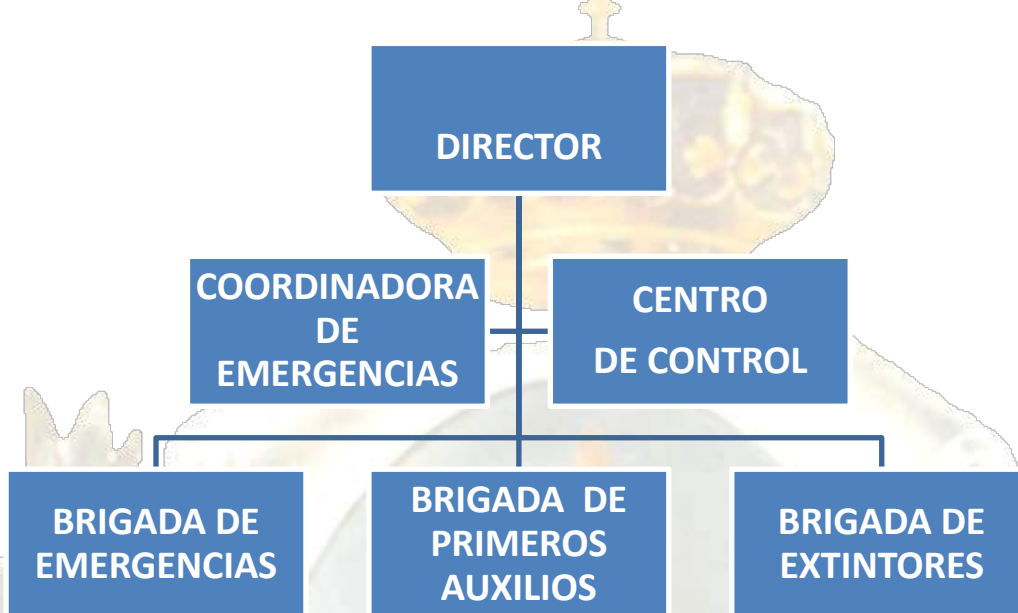 DIRECTOR
COORDINADORA
DE
EMERGENCIAS
CENTRO
DE CONTROL
BRIGADA DE
EMERGENCIAS
BRIGADA DE
PRIMEROS
AUXILIOS
BRIGADA DE
EXTINTORES